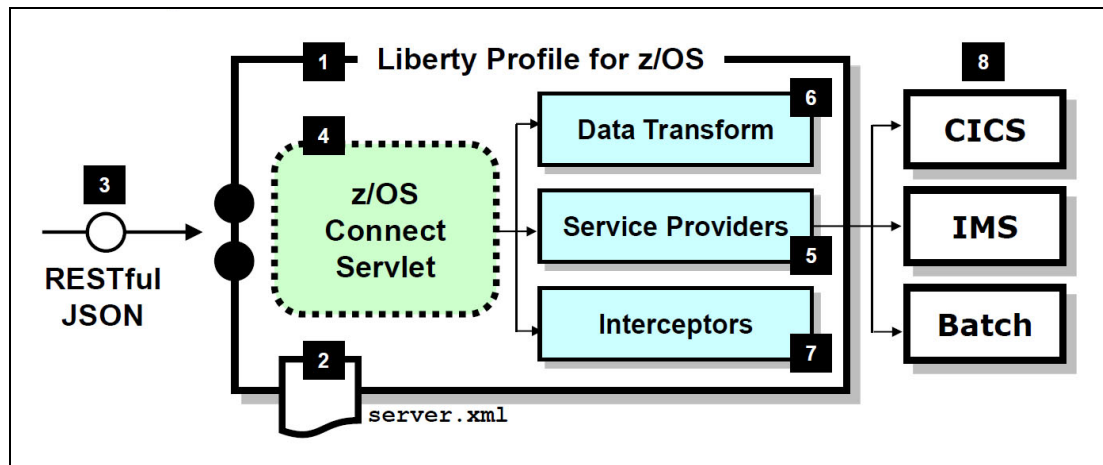 1
Liberty Profile for z/OS
8
6
Data Transform
CICS
4
z/OS
Connect
Servlet
3
RESTful
JSON
Service Providers
5
IMS
Interceptors
7
Batch
2
server.xml